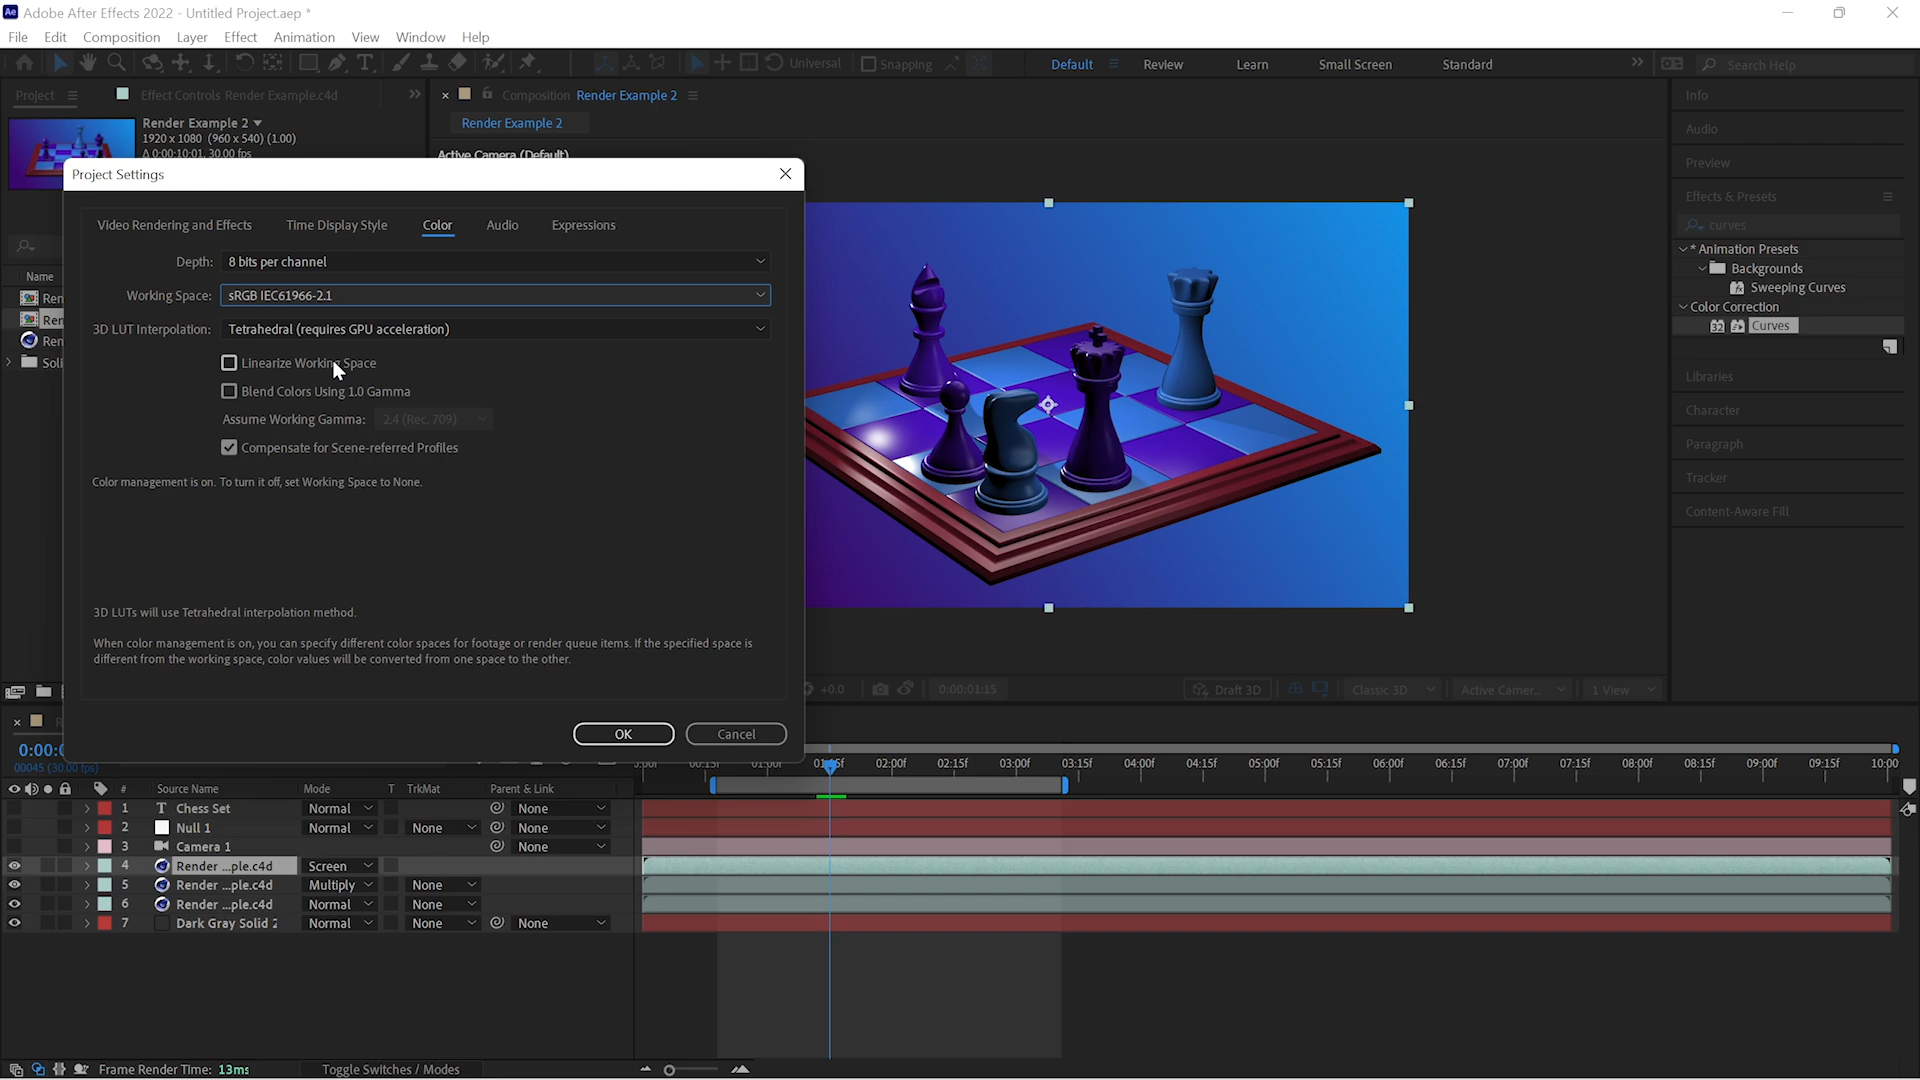 Adobe After Effects 2022 - Untitled Project.aep *
File Edit Composition Layer Effect Animation View Window Help
Universal Snapping Default Review Learn Small Screen Standard Search Help
Project Effect Controls Render Example.c4d Composition Render Example 2 Info
Render Example 2
1920 x 1080 (960 x 540) (1.00)
Δ 0:00:10:01, 30.00 fps
Render Example 2
Active Camera (Default)
Audio
Preview
Effects & Presets
curves
* Animation Presets
Backgrounds
Sweeping Curves
Color Correction
32 Curves
Libraries
Character
Paragraph
Tracker
Content-Aware Fill
Name
Ren
Ren
Ren
Soli
Project Settings
Video Rendering and Effects Time Display Style Color Audio Expressions
Depth: 8 bits per channel
Working Space: sRGB IEC61966-2.1
3D LUT Interpolation: Tetrahedral (requires GPU acceleration)
Linearize Working Space
Blend Colors Using 1.0 Gamma
Assume Working Gamma: 2.4 (Rec. 709)
Compensate for Scene-referred Profiles
Color management is on. To turn it off, set Working Space to None.
3D LUTs will use Tetrahedral interpolation method.
When color management is on, you can specify different color spaces for footage or render queue items. If the specified space is
different from the working space, color values will be converted from one space to the other.
OK Cancel
+0.0 0:00:01:15 Draft 3D Classic 3D Active Camer... 1 View
R
0:00:0
00045 (30.00 fps)
00:15f 01:00f 02:00f 02:15f 03:00f 03:15f 04:00f 04:15f 05:00f 05:15f 06:00f 06:15f 07:00f 07:15f 08:00f 08:15f 09:00f 09:15f 10:00
# Source Name Mode T TrkMat Parent & Link
1 T Chess Set Normal None
2 Null 1 Normal None None
3 Camera 1 None
4 Render ...ple.c4d Screen
5 Render ...ple.c4d Multiply None
6 Render ...ple.c4d Normal None
7 Dark Gray Solid 2 Normal None None
Frame Render Time: 13ms Toggle Switches / Modes